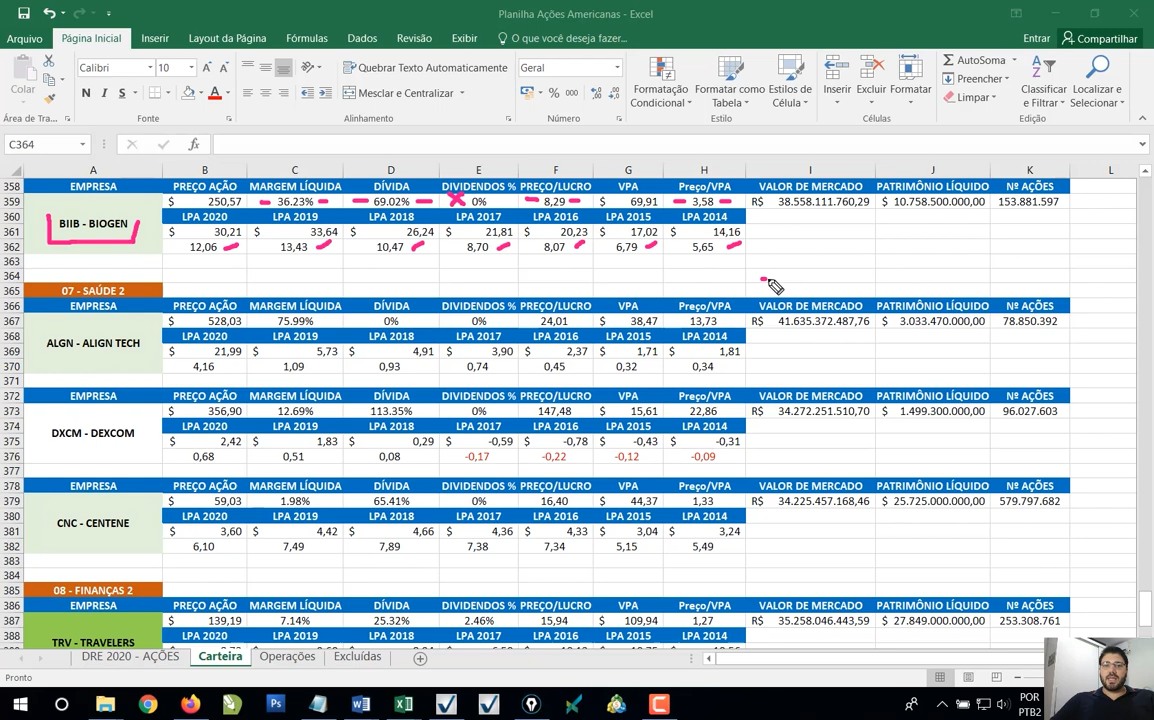 Planilha Ações Americanas - Excel
Arquivo Página Inicial Inserir Layout da Página Fórmulas Dados Revisão Exibir O que você deseja fazer... Entrar Compartilhar
Calibri 10 Quebrar Texto Automaticamente Geral AutoSoma
Colar N I S Mesclar e Centralizar % 000 Formatação Condicional Formatar como Tabela Estilos de Célula Inserir Excluir Formatar Preencher Limpar Classificar e Filtrar Localizar e Selecionar
Área de Tra... Fonte Alinhamento Número Estilo Células Edição
C364 fx
A B C D E F G H I J K L
358 EMPRESA PREÇO AÇÃO MARGEM LÍQUIDA DÍVIDA DIVIDENDOS % PREÇO/LUCRO VPA Preço/VPA VALOR DE MERCADO PATRIMÔNIO LÍQUIDO Nº AÇÕES
359 BIIB - BIOGEN $ 250,57 36.23% 69.02% 0% 8,29 $ 69,91 3,58 R$ 38.558.111.760,29 R$ 10.758.500.000,00 153.881.597
360 LPA 2020 LPA 2019 LPA 2018 LPA 2017 LPA 2016 LPA 2015 LPA 2014
361 $ 30,21 $ 33,64 $ 26,24 $ 21,81 $ 20,23 $ 17,02 $ 14,16
362 12,06 13,43 10,47 8,70 8,07 6,79 5,65
363
364
365 07 - SAÚDE 2
366 EMPRESA PREÇO AÇÃO MARGEM LÍQUIDA DÍVIDA DIVIDENDOS % PREÇO/LUCRO VPA Preço/VPA VALOR DE MERCADO PATRIMÔNIO LÍQUIDO Nº AÇÕES
367 ALGN - ALIGN TECH $ 528,03 75.99% 0% 0% 24,01 $ 38,47 13,73 R$ 41.635.372.487,76 R$ 3.033.470.000,00 78.850.392
368 LPA 2020 LPA 2019 LPA 2018 LPA 2017 LPA 2016 LPA 2015 LPA 2014
369 $ 21,99 $ 5,73 $ 4,91 $ 3,90 $ 2,37 $ 1,71 $ 1,81
370 4,16 1,09 0,93 0,74 0,45 0,32 0,34
371
372 EMPRESA PREÇO AÇÃO MARGEM LÍQUIDA DÍVIDA DIVIDENDOS % PREÇO/LUCRO VPA Preço/VPA VALOR DE MERCADO PATRIMÔNIO LÍQUIDO Nº AÇÕES
373 DXCM - DEXCOM $ 356,90 12.69% 113.35% 0% 147,48 $ 15,61 22,86 R$ 34.272.251.510,70 R$ 1.499.300.000,00 96.027.603
374 LPA 2020 LPA 2019 LPA 2018 LPA 2017 LPA 2016 LPA 2015 LPA 2014
375 $ 2,42 $ 1,83 $ 0,29 $ -0,59 $ -0,78 $ -0,43 $ -0,31
376 0,68 0,51 0,08 -0,17 -0,22 -0,12 -0,09
377
378 EMPRESA PREÇO AÇÃO MARGEM LÍQUIDA DÍVIDA DIVIDENDOS % PREÇO/LUCRO VPA Preço/VPA VALOR DE MERCADO PATRIMÔNIO LÍQUIDO Nº AÇÕES
379 CNC - CENTENE $ 59,03 1.98% 65.41% 0% 16,40 $ 44,37 1,33 R$ 34.225.457.168,46 R$ 25.725.000.000,00 579.797.682
380 LPA 2020 LPA 2019 LPA 2018 LPA 2017 LPA 2016 LPA 2015 LPA 2014
381 $ 3,60 $ 4,42 $ 4,66 $ 4,36 $ 4,33 $ 3,04 $ 3,24
382 6,10 7,49 7,89 7,38 7,34 5,15 5,49
383
384
385 08 - FINANÇAS 2
386 EMPRESA PREÇO AÇÃO MARGEM LÍQUIDA DÍVIDA DIVIDENDOS % PREÇO/LUCRO VPA Preço/VPA VALOR DE MERCADO PATRIMÔNIO LÍQUIDO Nº AÇÕES
387 TRV - TRAVELERS $ 139,19 7.14% 25.32% 2.46% 15,94 $ 109,94 1,27 R$ 35.258.046.443,59 R$ 27.849.000.000,00 253.308.761
388 LPA 2020 LPA 2019 LPA 2018 LPA 2017 LPA 2016 LPA 2015 LPA 2014
DRE 2020 - AÇÕES Carteira Operações Excluídas
Pronto
POR
PTB2